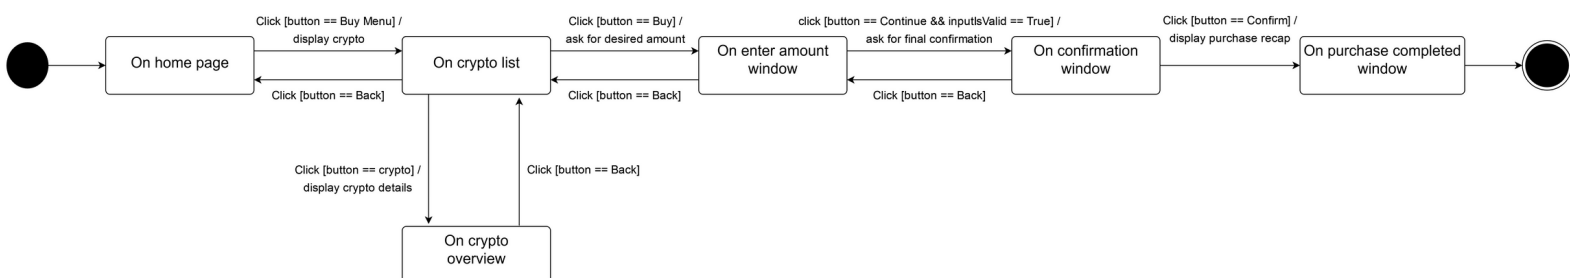 Click [button == Buy Menu] /
display crypto
Click [button == Buy] /
ask for desired amount
click [button == Continue && inputIsValid == True] /
ask for final confirmation
Click [button == Confirm] /
display purchase recap
On home page
On crypto list
On enter amount
window
On confirmation
window
On purchase completed
window
Click [button == Back]
Click [button == Back]
Click [button == Back]
Click [button == crypto] /
display crypto details
Click [button == Back]
On crypto
overview